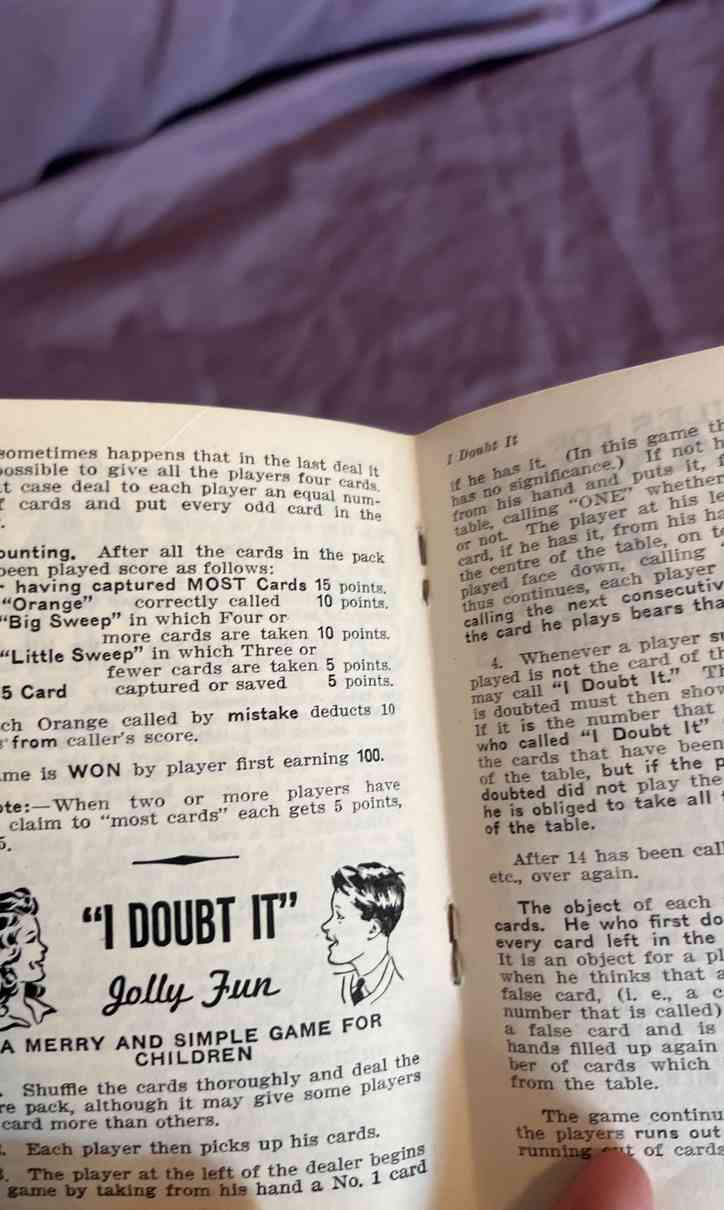 sometimes happens that in the last deal it
possible to give all the players four cards.
t case deal to each player an equal num-
f cards and put every odd card in the
ounting. After all the cards in the pack
been played score as follows:
having captured MOST Cards 15 points.
"Orange" correctly called 10 points.
"Big Sweep" in which Four or
more cards are taken 10 points.
"Little Sweep" in which Three or
fewer cards are taken 5 points.
5 Card captured or saved 5 points.
ch Orange called by mistake deducts 10
s from caller's score.
me is WON by player first earning 100.
ote:—When two or more players have
claim to "most cards" each gets 5 points,
"I DOUBT IT"
Jolly Fun
A MERRY AND SIMPLE GAME FOR
CHILDREN
Shuffle the cards thoroughly and deal the
re pack, although it may give some players
card more than others.
Each player then picks up his cards.
3. The player at the left of the dealer begins
game by taking from his hand a No. 1 card
I Doubt It
if he has it. (In this game th
has no significance.) If not h
from his hand and puts it, f
table, calling "ONE" whether
or not. The player at his le
card, if he has it, from his ha
the centre of the table, on to
played face down, calling
thus continues, each player
calling the next consecutiv
the card he plays bears tha
4. Whenever a player su
played is not the card of th
may call "I Doubt It." Th
is doubted must then show
If it is the number that
who called "I Doubt It"
the cards that have been
of the table, but if the p
doubted did not play the
he is obliged to take all t
of the table.
After 14 has been call
etc., over again.
The object of each
cards. He who first do
every card left in the
It is an object for a pl
when he thinks that a
false card, (i. e., a c
number that is called)
a false card and is
hands filled up again
ber of cards which
from the table.
The game continu
the players runs out
running out of cards